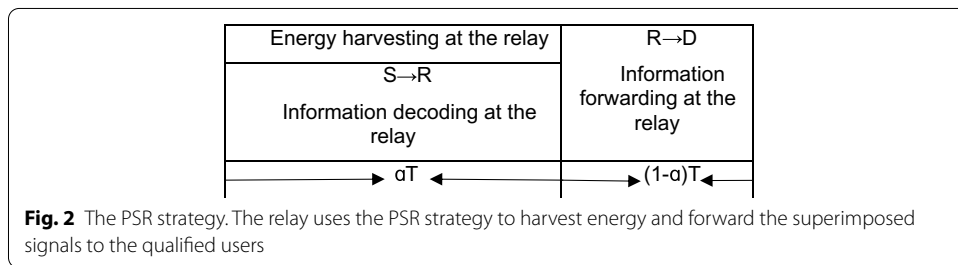 Energy harvesting at the relay
S→R
Information decoding at the
relay
R→D
Information
forwarding at the
relay
αT
(1-α)T
Fig. 2 The PSR strategy. The relay uses the PSR strategy to harvest energy and forward the superimposed
signals to the qualified users